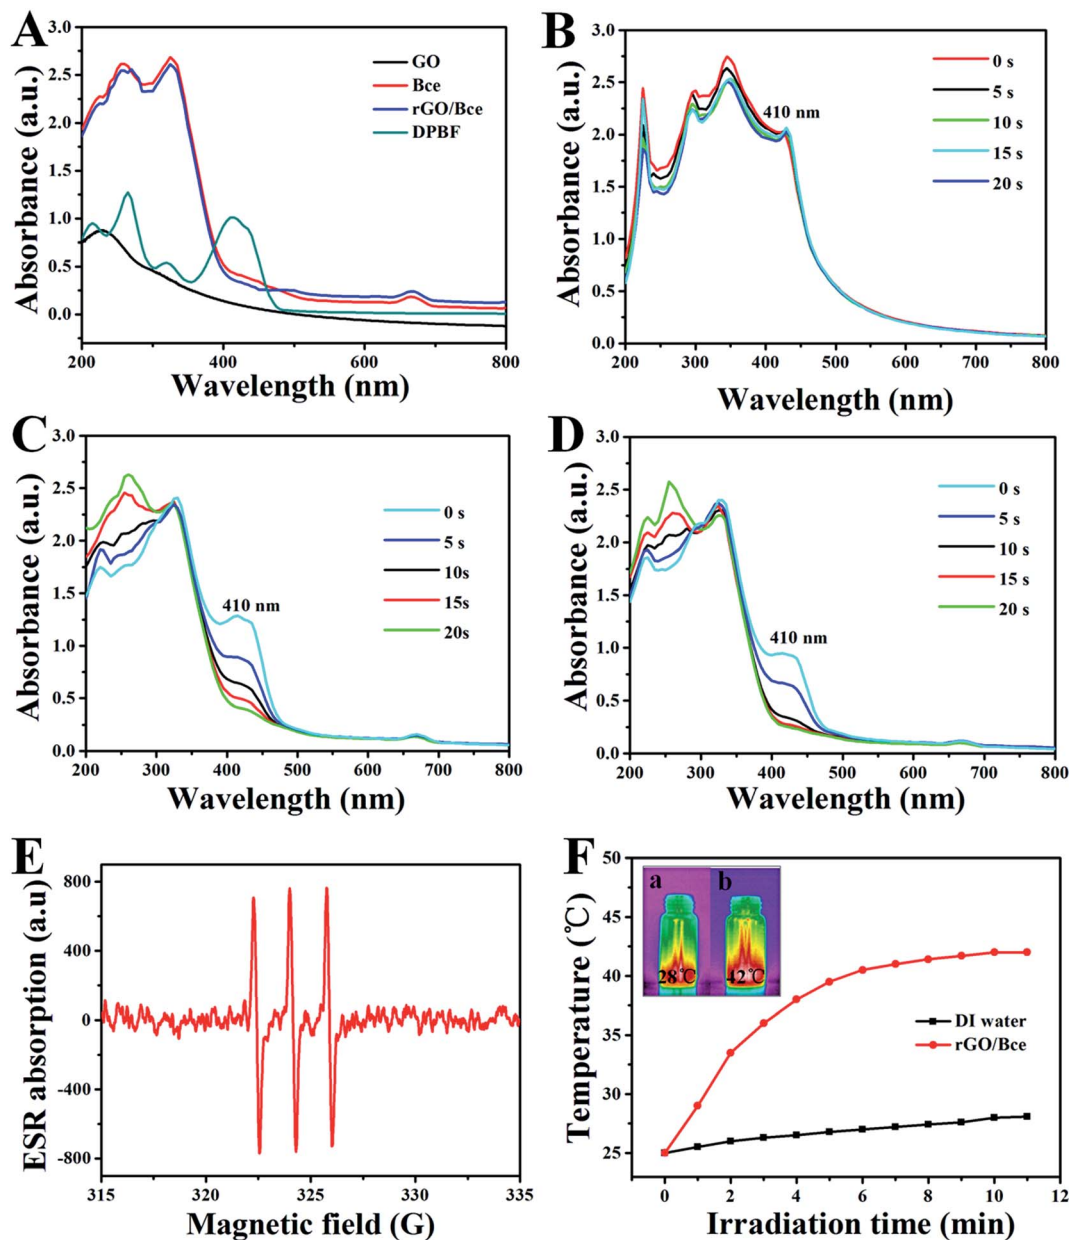 A
Absorbance (a.u.)
3.0
2.5
2.0
1.5
1.0
0.5
0.0
GO
Bce
rGO/Bce
DPBF
200 300 400 500 600 700 800
Wavelength (nm)
B
Absorbance (a.u.)
3.0
2.5
2.0
1.5
1.0
0.5
0.0
410 nm
0 s
5 s
10 s
15 s
20 s
200 300 400 500 600 700 800
Wavelength (nm)
C
Absorbance (a.u.)
3.0
2.5
2.0
1.5
1.0
0.5
0.0
410 nm
0 s
5 s
10s
15s
20s
200 300 400 500 600 700 800
Wavelength (nm)
D
Absorbance (a.u.)
3.0
2.5
2.0
1.5
1.0
0.5
0.0
410 nm
0 s
5 s
10 s
15 s
20 s
200 300 400 500 600 700 800
Wavelength (nm)
E
ESR absorption (a.u)
800
400
0
-400
-800
315 320 325 330 335
Magnetic field (G)
F
Temperature (℃)
50
45
40
35
30
25
a b
28℃ 42℃
DI water
rGO/Bce
0 2 4 6 8 10 12
Irradiation time (min)